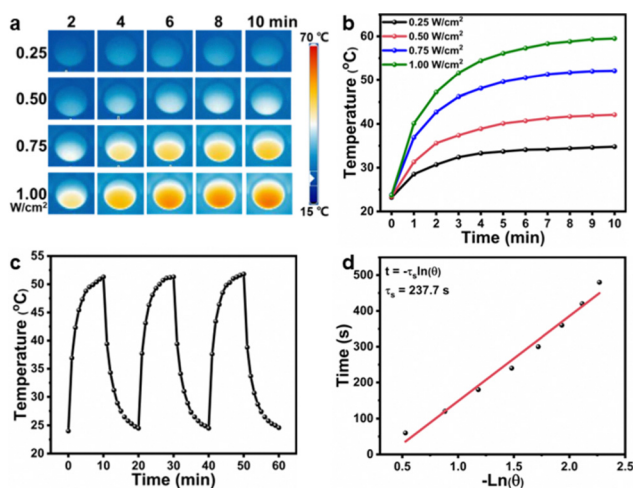 a
2 4 6 8 10 min
0.25
0.50
0.75
1.00
W/cm²
70 ℃
15 ℃
b
Temperature (°C)
60
50
40
30
20
0.25 W/cm²
0.50 W/cm²
0.75 W/cm²
1.00 W/cm²
0 1 2 3 4 5 6 7 8 9 10
Time (min)
c
Temperature (°C)
55
50
45
40
35
30
25
20
0 10 20 30 40 50 60
Time (min)
d
t = -τsln(θ)
τs = 237.7 s
Time (s)
500
400
300
200
100
0
0.5 1.0 1.5 2.0 2.5
-Ln(θ)